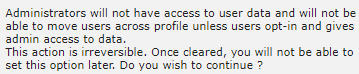 Administrators will not have access to user data and will not be
able to move users across profile unless users opt-in and gives
admin access to data.
This action is irreversible. Once cleared, you will not be able to
set this option later. Do you wish to continue ?